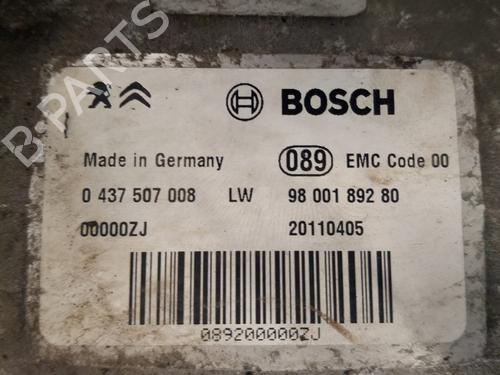 BOSCH
Made in Germany 089 EMC Code 00
0 437 507 008 LW 98 001 892 80
00000ZJ 20110405
089200000ZJ
B-PARTS